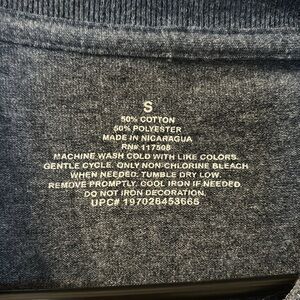 S
50% COTTON
50% POLYESTER
MADE IN NICARAGUA
RN# 117508
MACHINE WASH COLD WITH LIKE COLORS.
GENTLE CYCLE. ONLY NON-CHLORINE BLEACH
WHEN NEEDED. TUMBLE DRY LOW.
REMOVE PROMPTLY. COOL IRON IF NEEDED
DO NOT IRON DECORATION.
UPC# 197026453665